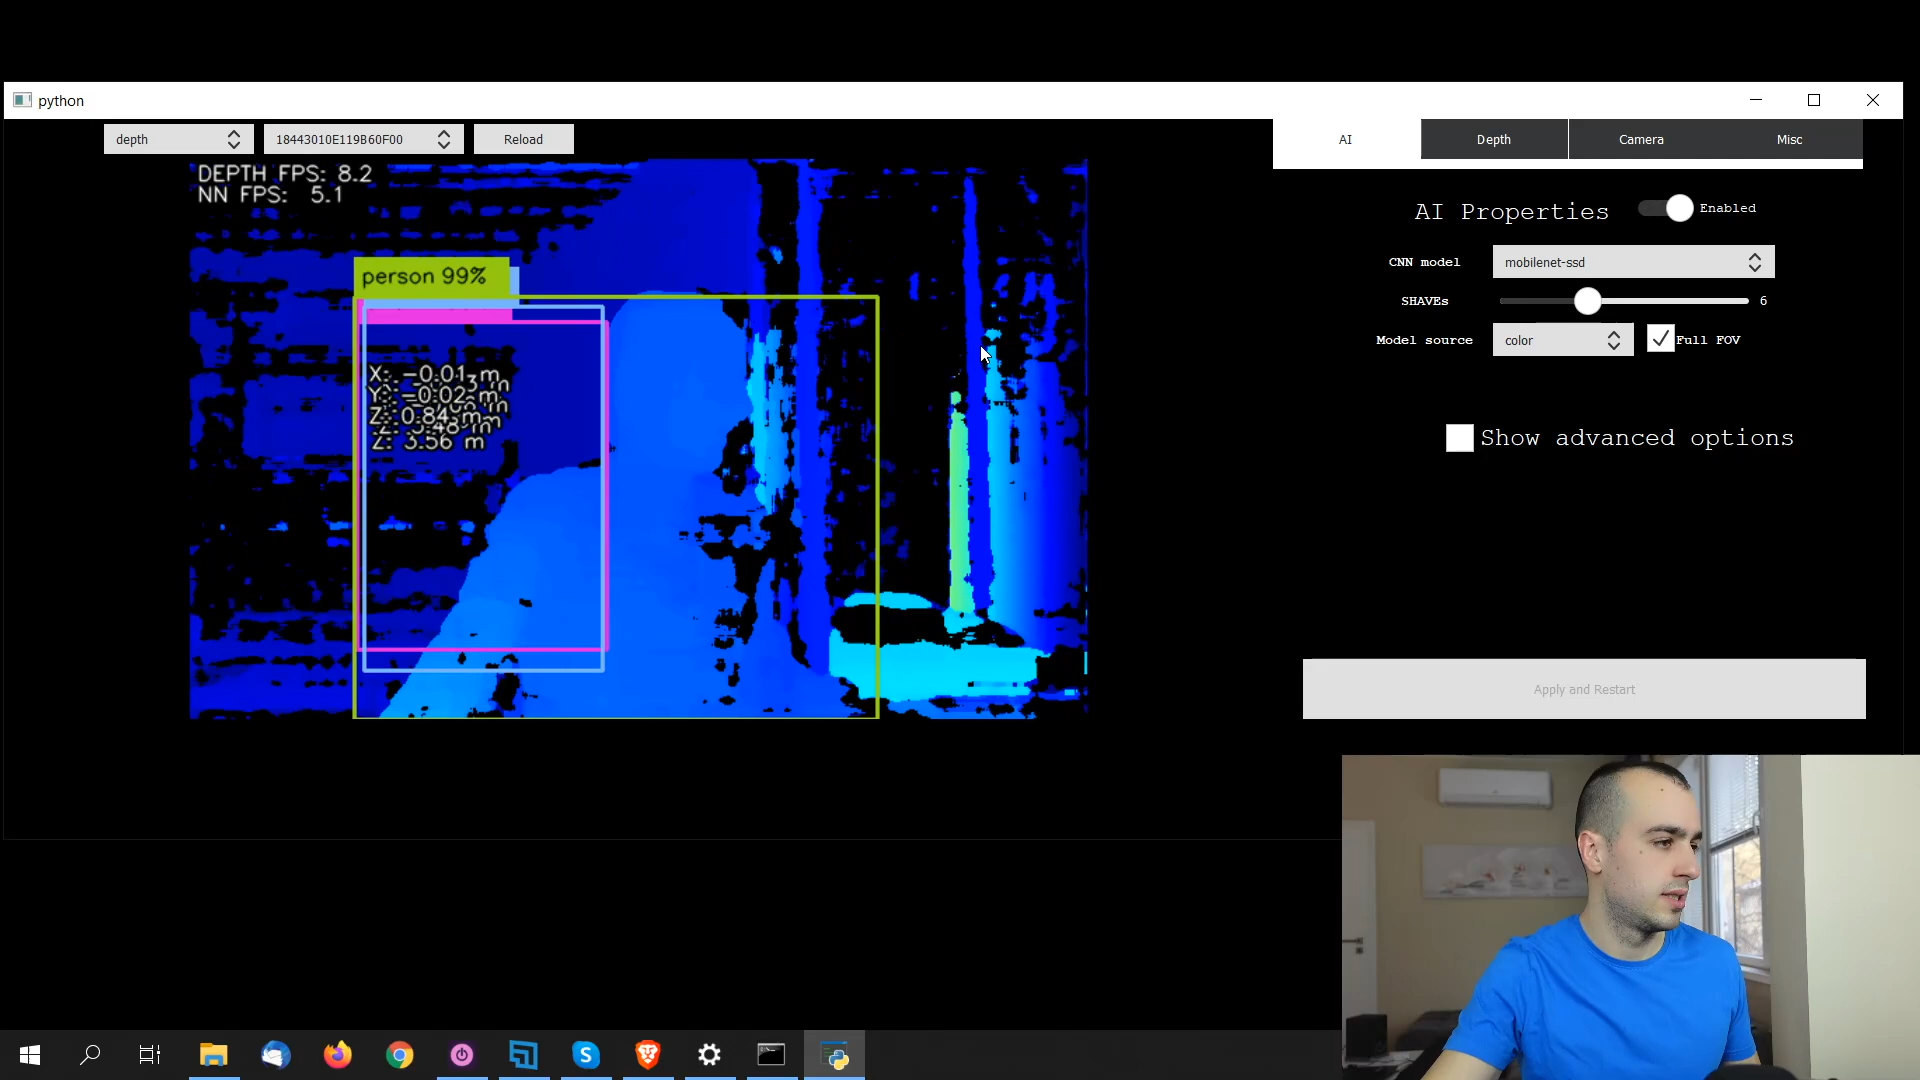 python
depth
18443010E119B60F00
Reload
AI
Depth
Camera
Misc
DEPTH FPS: 8.2
NN FPS: 5.1
AI Properties
Enabled
person 99%
CNN model
mobilenet-ssd
SHAVEs
6
Model source
color
Full FOV
X: -0.01 m
Y: -0.02 m
Z: 0.84 m
Z: 3.56 m
Show advanced options
Apply and Restart